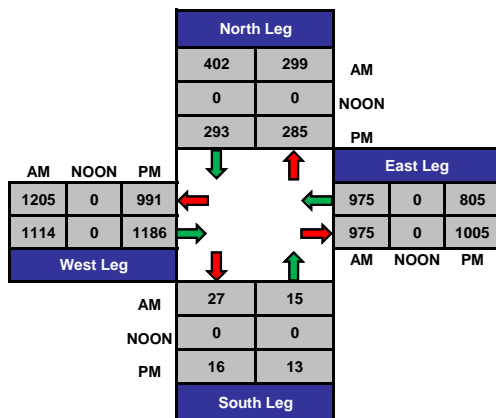 North Leg
402 299 AM
0 0 NOON
293 285 PM
AM NOON PM East Leg
1205 0 991 975 0 805
1114 0 1186 975 0 1005
West Leg AM NOON PM
AM 27 15
NOON 0 0
PM 16 13
South Leg